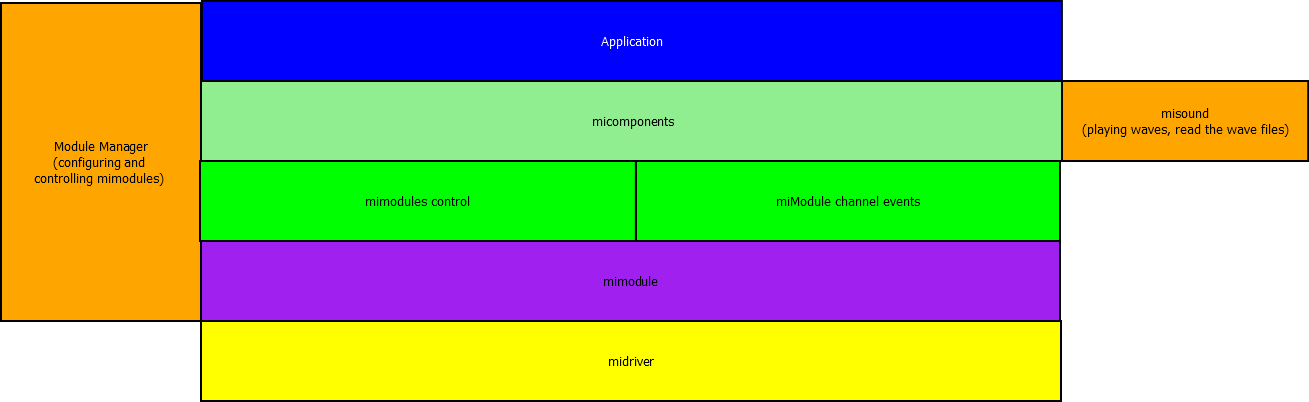 Application
micomponents
misound
(playing waves, read the wave files)
Module Manager
(configuring and
controlling mimodules)
mimodules control
miModule channel events
mimodule
midriver